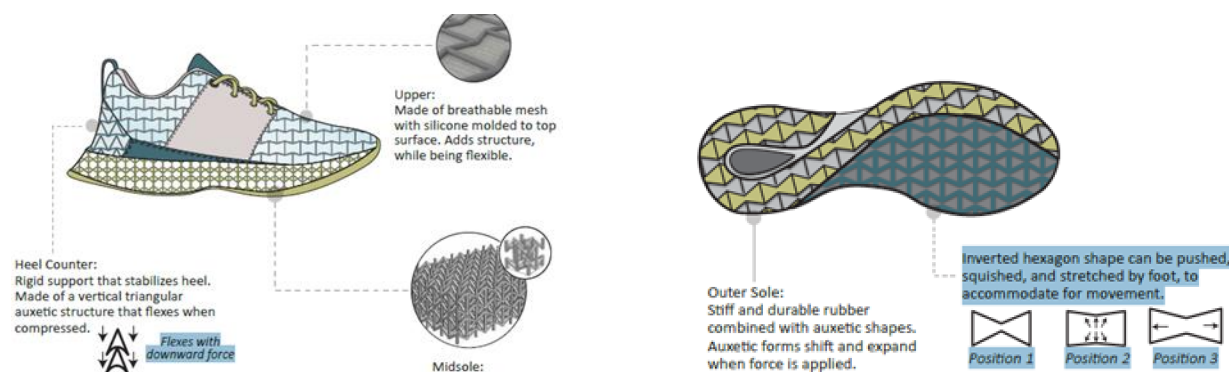 Upper:
Made of breathable mesh
with silicone molded to top
surface. Adds structure,
while being flexible.
Heel Counter:
Rigid support that stabilizes heel.
Made of a vertical triangular
auxetic structure that flexes when
compressed.
Flexes with
downward force
Midsole:
Outer Sole:
Stiff and durable rubber
combined with auxetic shapes.
Auxetic forms shift and expand
when force is applied.
Inverted hexagon shape can be pushed,
squished, and stretched by foot, to
accommodate for movement.
Position 1
Position 2
Position 3